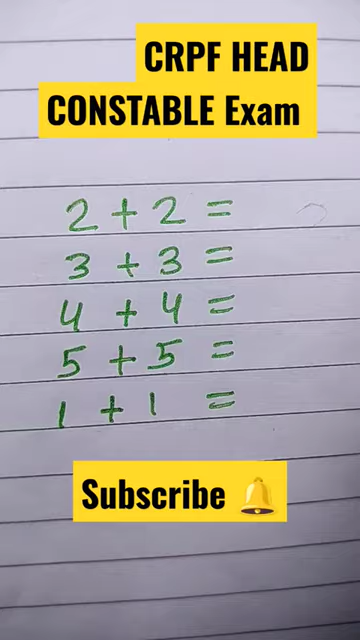 CRPF HEAD
CONSTABLE Exam
2 + 2 =
3 + 3 =
4 + 4 =
5 + 5 =
1 + 1 =
Subscribe 🔔